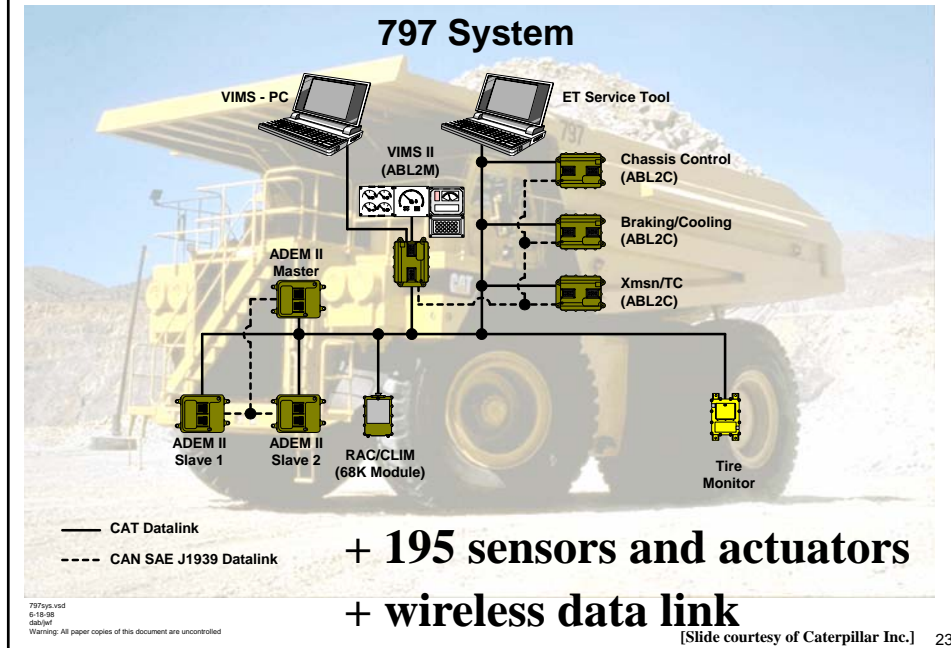 797 System
VIMS - PC
ET Service Tool
VIMS II
(ABL2M)
Chassis Control
(ABL2C)
Braking/Cooling
(ABL2C)
Xmsn/TC
(ABL2C)
ADEM II
Master
ADEM II
Slave 1
ADEM II
Slave 2
RAC/CLIM
(68K Module)
Tire
Monitor
797
CAT
CAT Datalink
CAN SAE J1939 Datalink
+ 195 sensors and actuators
+ wireless data link
797sys.vsd
6-18-98
dab/jwf
Warning: All paper copies of this document are uncontrolled
[Slide courtesy of Caterpillar Inc.]
23